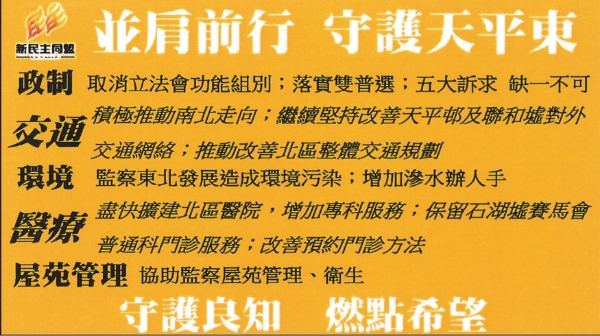 新民主同盟
並肩前行 守護天平東
政制 取消立法會功能組別；落實雙普選；五大訴求 缺一不可
交通 積極推動南北走向；繼續堅持改善天平邨及聯和墟對外
交通網絡；推動改善北區整體交通規劃
環境 監察東北發展造成環境污染；增加滲水辦人手
醫療 盡快擴建北區醫院，增加專科服務；保留石湖墟賽馬會
普通科門診服務；改善預約門診方法
屋苑管理 協助監察屋苑管理、衛生
守護良知 燃點希望